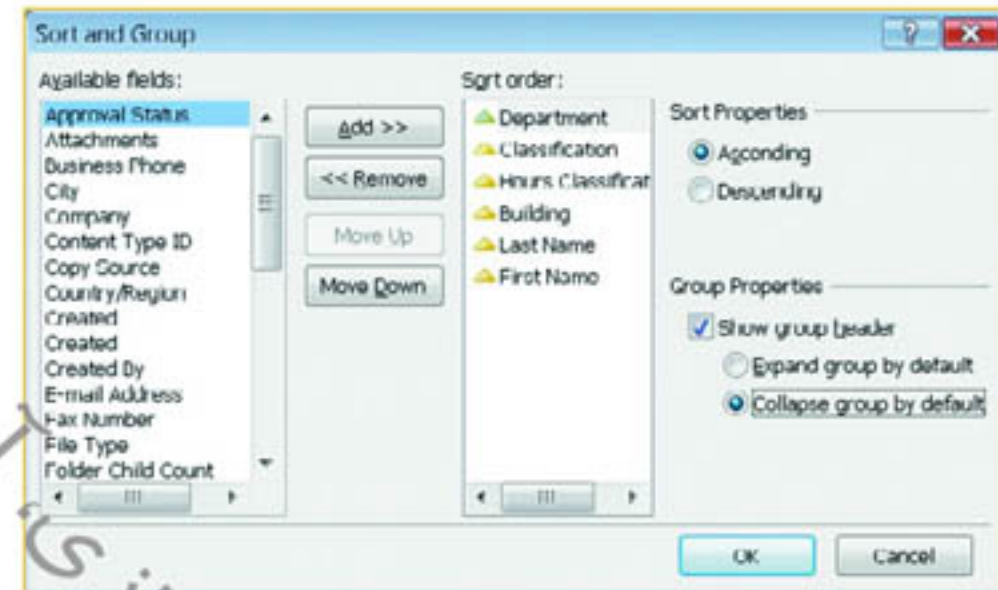 Sort and Group
Available fields:
Approval Status
Attachments
Business Phone
City
Company
Content Type ID
Copy Source
Country/Region
Created
Created
Created By
E-mail Address
Fax Number
File Type
Folder Child Count
Add >>
<< Remove
Move Up
Move Down
Sort order:
Department
Classification
Hours Classificat
Building
Last Name
First Name
Sort Properties
Ascending
Descending
Group Properties
Show group header
Expand group by default
Collapse group by default
OK
Cancel